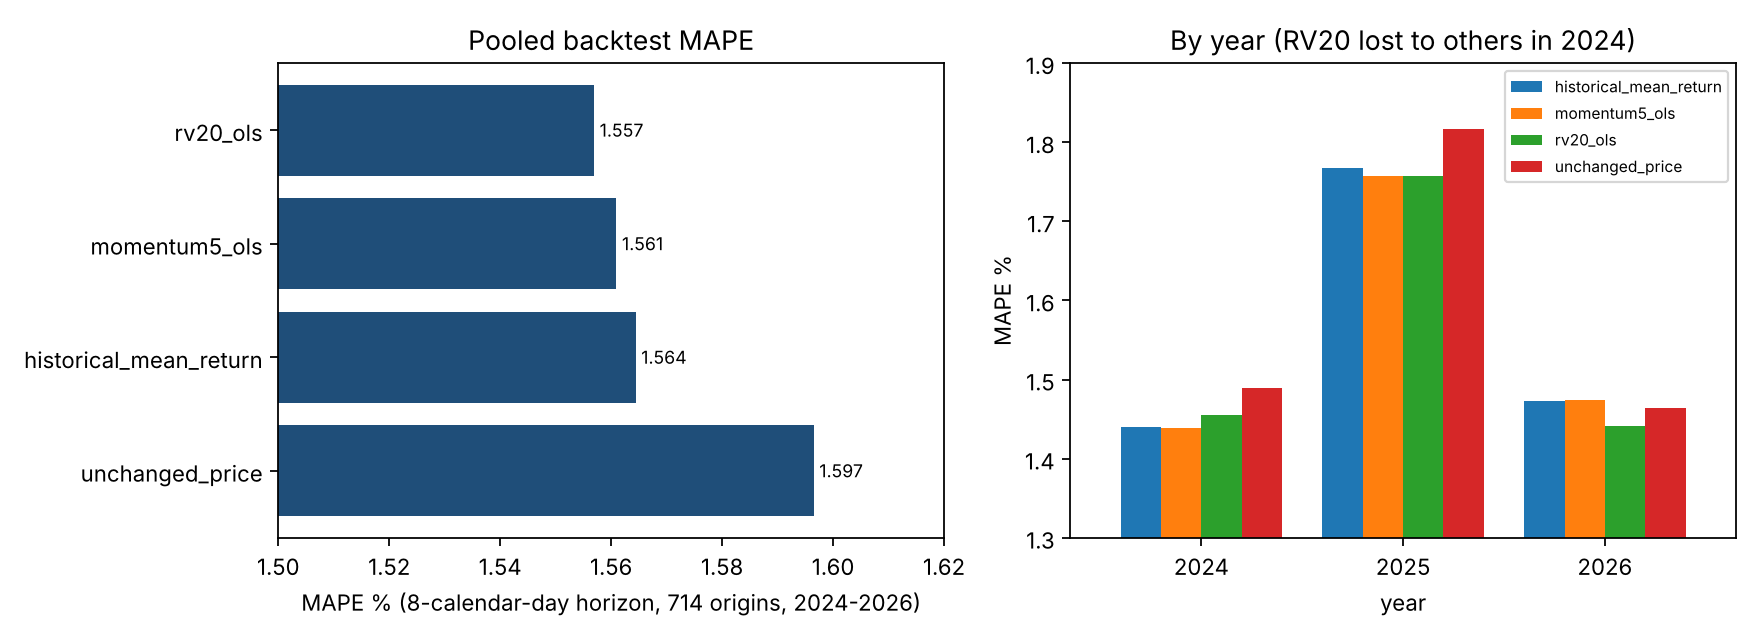 Pooled backtest MAPE
rv20_ols
1.557
momentum5_ols
1.561
historical_mean_return
1.564
unchanged_price
1.597
1.50 1.52 1.54 1.56 1.58 1.60 1.62
MAPE % (8-calendar-day horizon, 714 origins, 2024-2026)
By year (RV20 lost to others in 2024)
historical_mean_return
momentum5_ols
rv20_ols
unchanged_price
1.9
1.8
1.7
1.6
1.5
1.4
1.3
MAPE %
2024 2025 2026
year